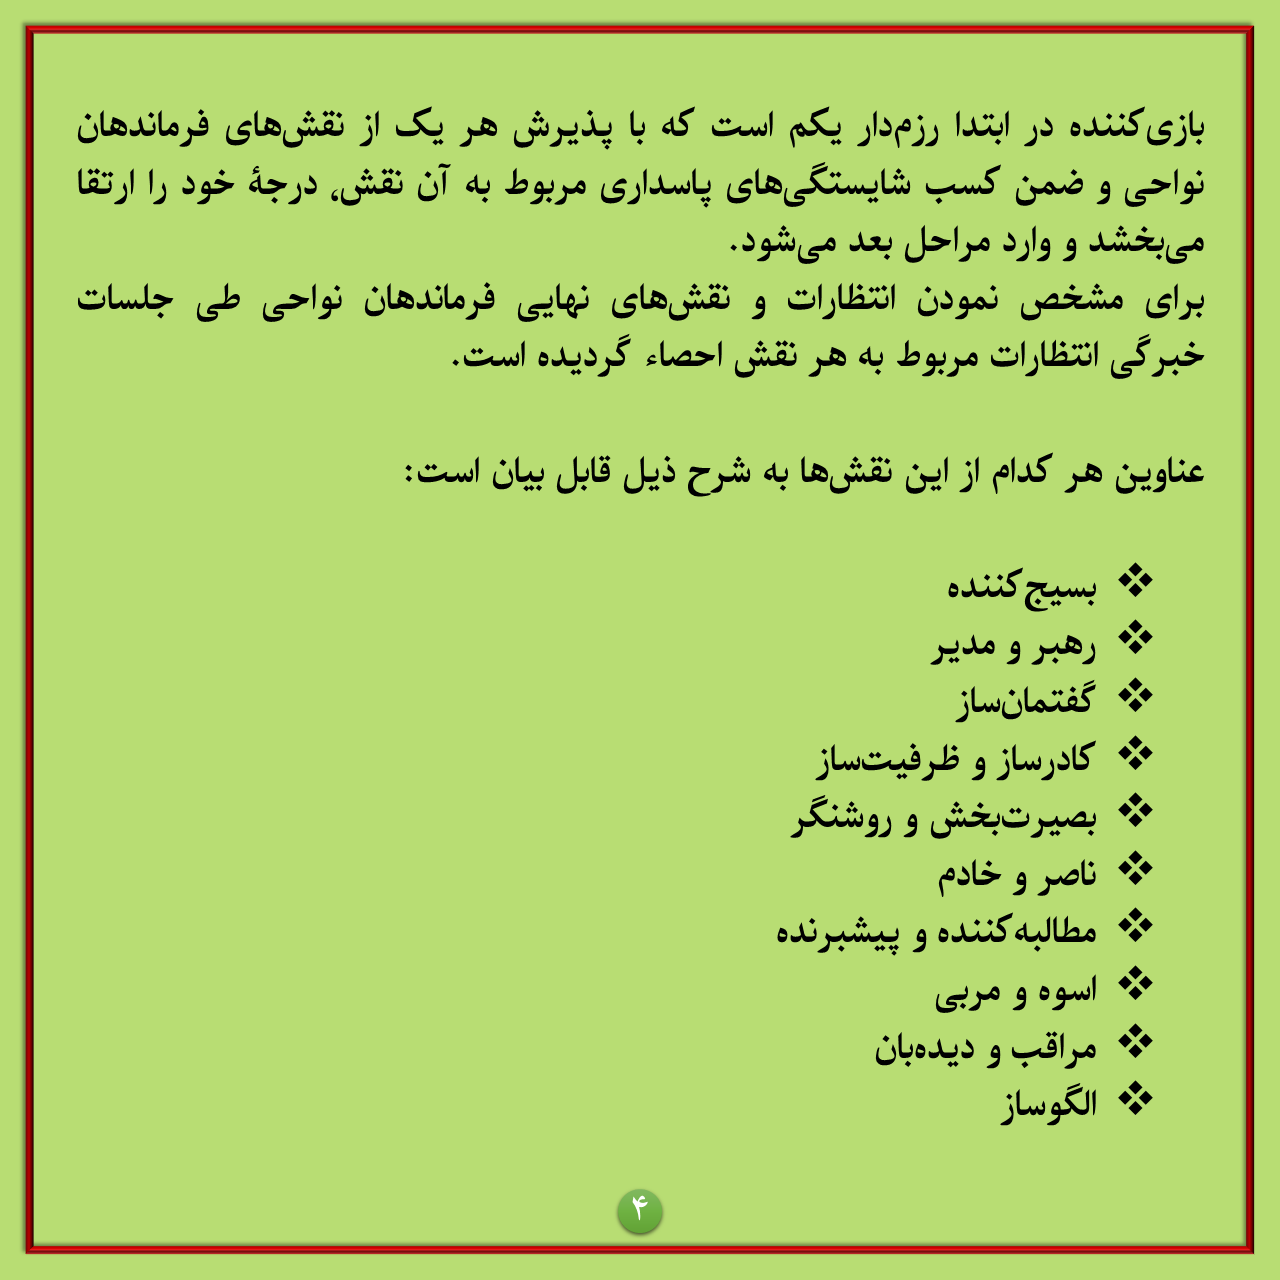 بازی‌کننده در ابتدا رزم‌دار یکم است که با پذیرش هر یک از نقش‌های فرماندهان
نواحی و ضمن کسب شایستگی‌های پاسداری مربوط به آن نقش، درجهٔ خود را ارتقا
می‌بخشد و وارد مراحل بعد می‌شود.
برای مشخص نمودن انتظارات و نقش‌های نهایی فرماندهان نواحی طی جلسات
خبرگی انتظارات مربوط به هر نقش احصاء گردیده است.
عناوین هر کدام از این نقش‌ها به شرح ذیل قابل بیان است:
❖ بسیج‌کننده
❖ رهبر و مدیر
❖ گفتمان‌ساز
❖ کادرساز و ظرفیت‌ساز
❖ بصیرت‌بخش و روشنگر
❖ ناصر و خادم
❖ مطالبه‌کننده و پیشبرنده
❖ اسوه و مربی
❖ مراقب و دیده‌بان
❖ الگوساز
۴